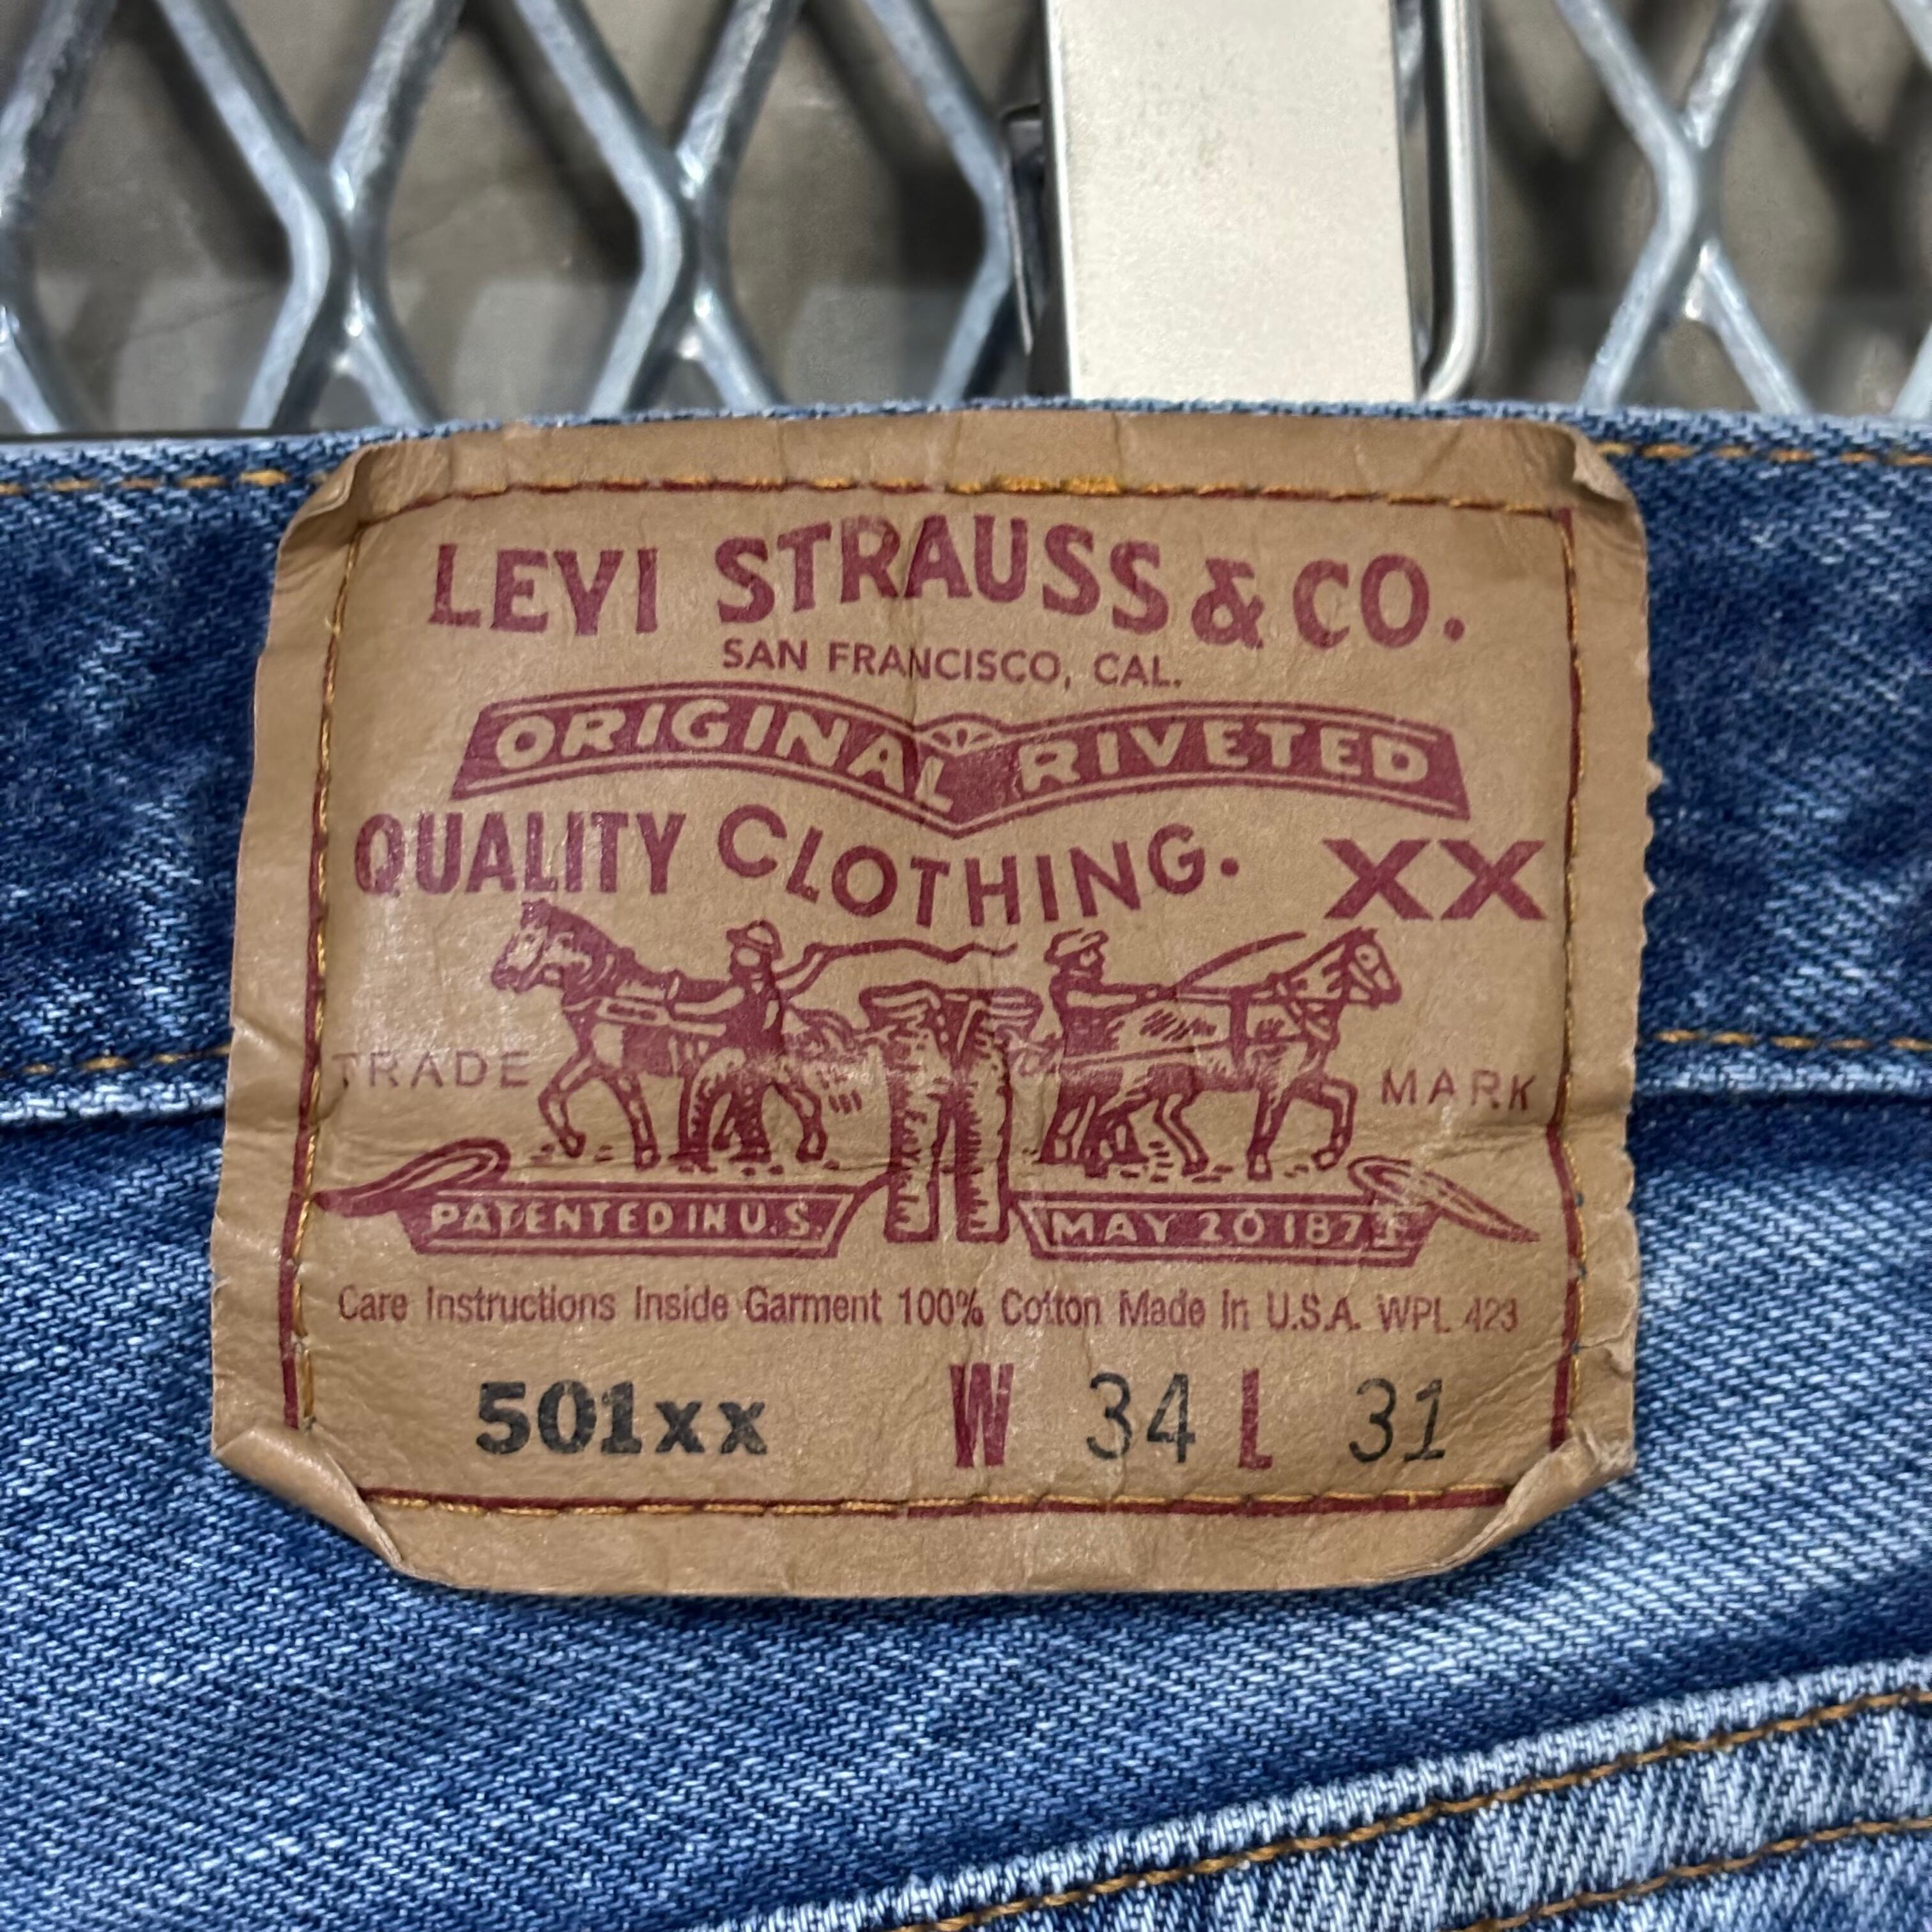 LEVI STRAUSS & CO.
SAN FRANCISCO, CAL.
ORIGINAL RIVETED
QUALITY CLOTHING. XX
TRADE MARK
PATENTED IN U.S. MAY 20 1873
Care Instructions Inside Garment 100% Cotton Made in U.S.A. WPL 423
501xx W 34 L 31